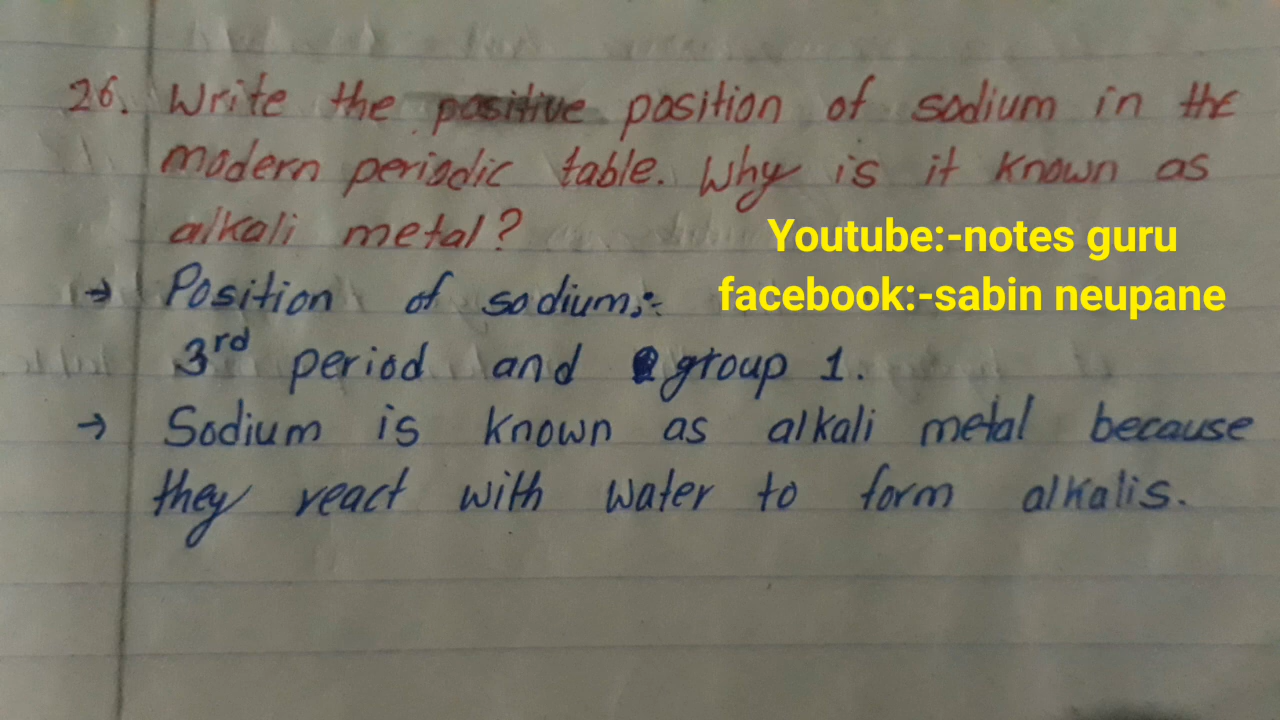 26. Write the positive position of sodium in the
modern periodic table. Why is it known as
alkali metal?
Youtube:-notes guru
→ Position of sodium:-
facebook:-sabin neupane
3rd period and group 1.
→ Sodium is known as alkali metal because
they react with water to form alkalis.